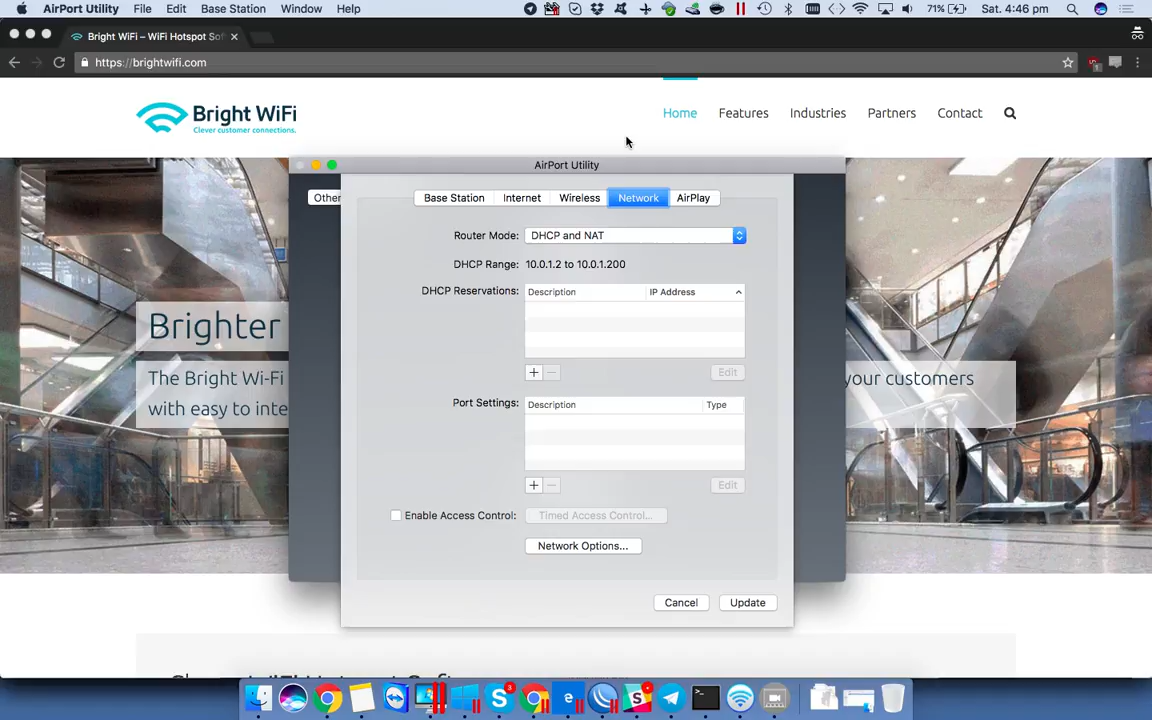 AirPort Utility File Edit Base Station Window Help 71% Sat. 4:46 pm
Bright WiFi – WiFi Hotspot Sof
https://brightwifi.com
Bright WiFi
Clever customer connections.
Home Features Industries Partners Contact
AirPort Utility
Other
Base Station Internet Wireless Network AirPlay
Router Mode: DHCP and NAT
DHCP Range: 10.0.1.2 to 10.0.1.200
DHCP Reservations: Description IP Address
Edit
Port Settings: Description Type
Edit
Enable Access Control: Timed Access Control...
Network Options...
Cancel Update
Brighter
The Bright Wi-Fi
your customers
with easy to inte
3